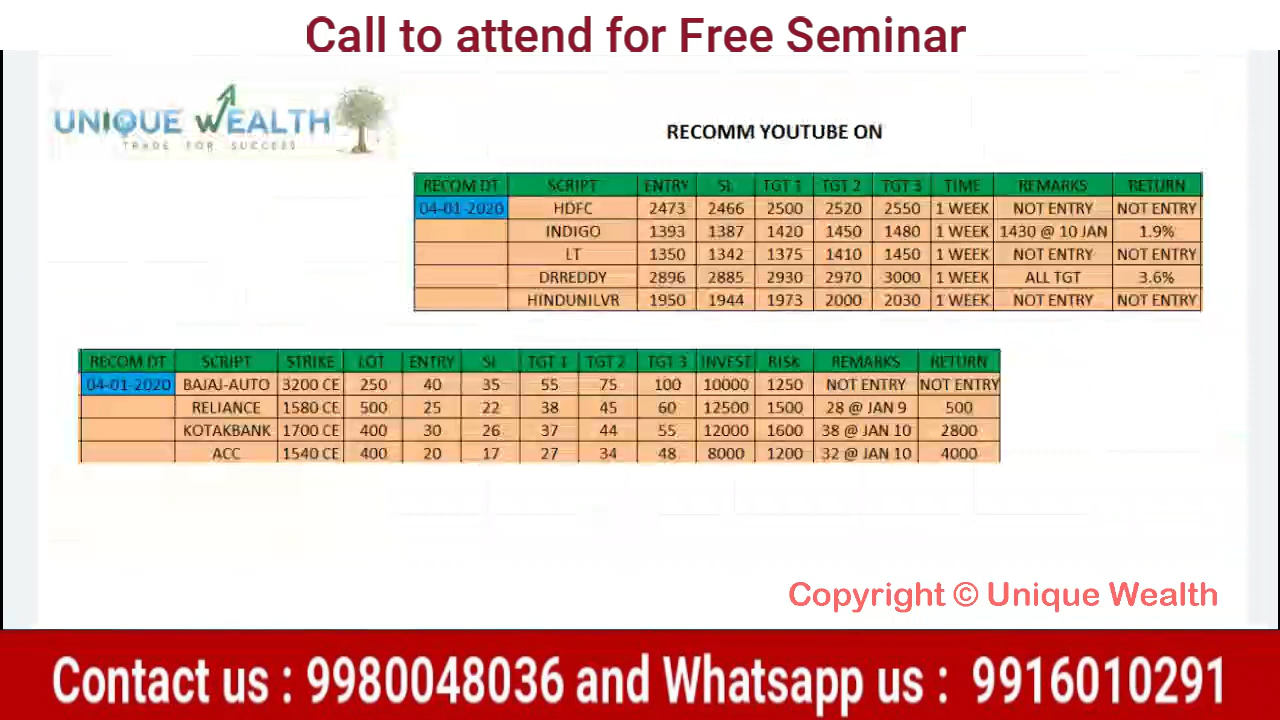 Call to attend for Free Seminar
UNIQUE WEALTH
TRADE FOR SUCCESS
RECOMM YOUTUBE ON
RECOM DT SCRIPT ENTRY SL TGT 1 TGT 2 TGT 3 TIME REMARKS RETURN
04-01-2020 HDFC 2473 2466 2500 2520 2550 1 WEEK NOT ENTRY NOT ENTRY
INDIGO 1393 1387 1420 1450 1480 1 WEEK 1430 @ 10 JAN 1.9%
LT 1350 1342 1375 1410 1450 1 WEEK NOT ENTRY NOT ENTRY
DRREDDY 2896 2885 2930 2970 3000 1 WEEK ALL TGT 3.6%
HINDUNILVR 1950 1944 1973 2000 2030 1 WEEK NOT ENTRY NOT ENTRY
RECOM DT SCRIPT STRIKE LOT ENTRY SL TGT 1 TGT 2 TGT 3 INVEST RISK REMARKS RETURN
04-01-2020 BAJAJ-AUTO 3200 CE 250 40 35 55 75 100 10000 1250 NOT ENTRY NOT ENTRY
RELIANCE 1580 CE 500 25 22 38 45 60 12500 1500 28 @ JAN 9 500
KOTAKBANK 1700 CE 400 30 26 37 44 55 12000 1600 38 @ JAN 10 2800
ACC 1540 CE 400 20 17 27 34 48 8000 1200 32 @ JAN 10 4000
Copyright © Unique Wealth
Contact us : 9980048036 and Whatsapp us : 9916010291